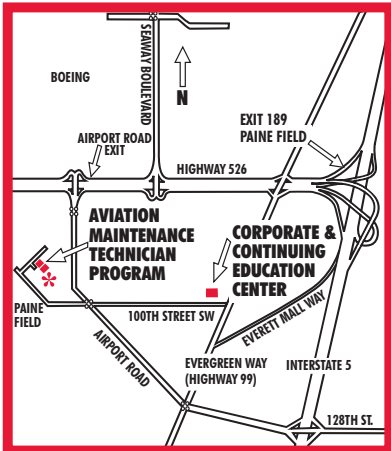 BOEING
SEAWAY BOULEVARD
N
EXIT 189
PAINE FIELD
AIRPORT ROAD
EXIT
HIGHWAY 526
AVIATION
MAINTENANCE
TECHNICIAN
PROGRAM
CORPORATE &
CONTINUING
EDUCATION
CENTER
PAINE
FIELD
100TH STREET SW
EVERETT MALL WAY
AIRPORT ROAD
EVERGREEN WAY
(HIGHWAY 99)
INTERSTATE 5
128TH ST.